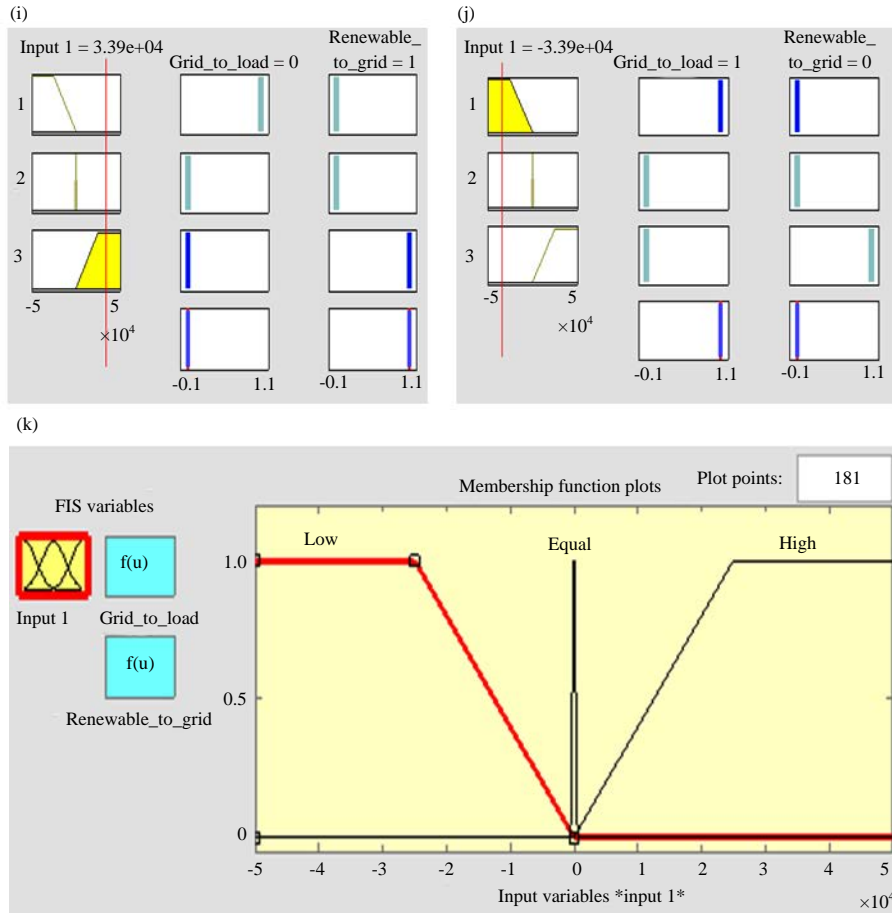 (i)
Input 1 = 3.39e+04
Grid_to_load = 0
Renewable_
to_grid = 1
1
2
3
-5
5
×10⁴
-0.1
1.1
-0.1
1.1
(j)
Input 1 = -3.39e+04
Grid_to_load = 1
Renewable_
to_grid = 0
1
2
3
-5
5
×10⁴
-0.1
1.1
-0.1
1.1
(k)
FIS variables
f(u)
Input 1
Grid_to_load
f(u)
Renewable_to_grid
Membership function plots
Plot points:
181
Low
Equal
High
1.0
0.5
0
-5 -4 -3 -2 -1 0 1 2 3 4 5
Input variables *input 1*
×10⁴